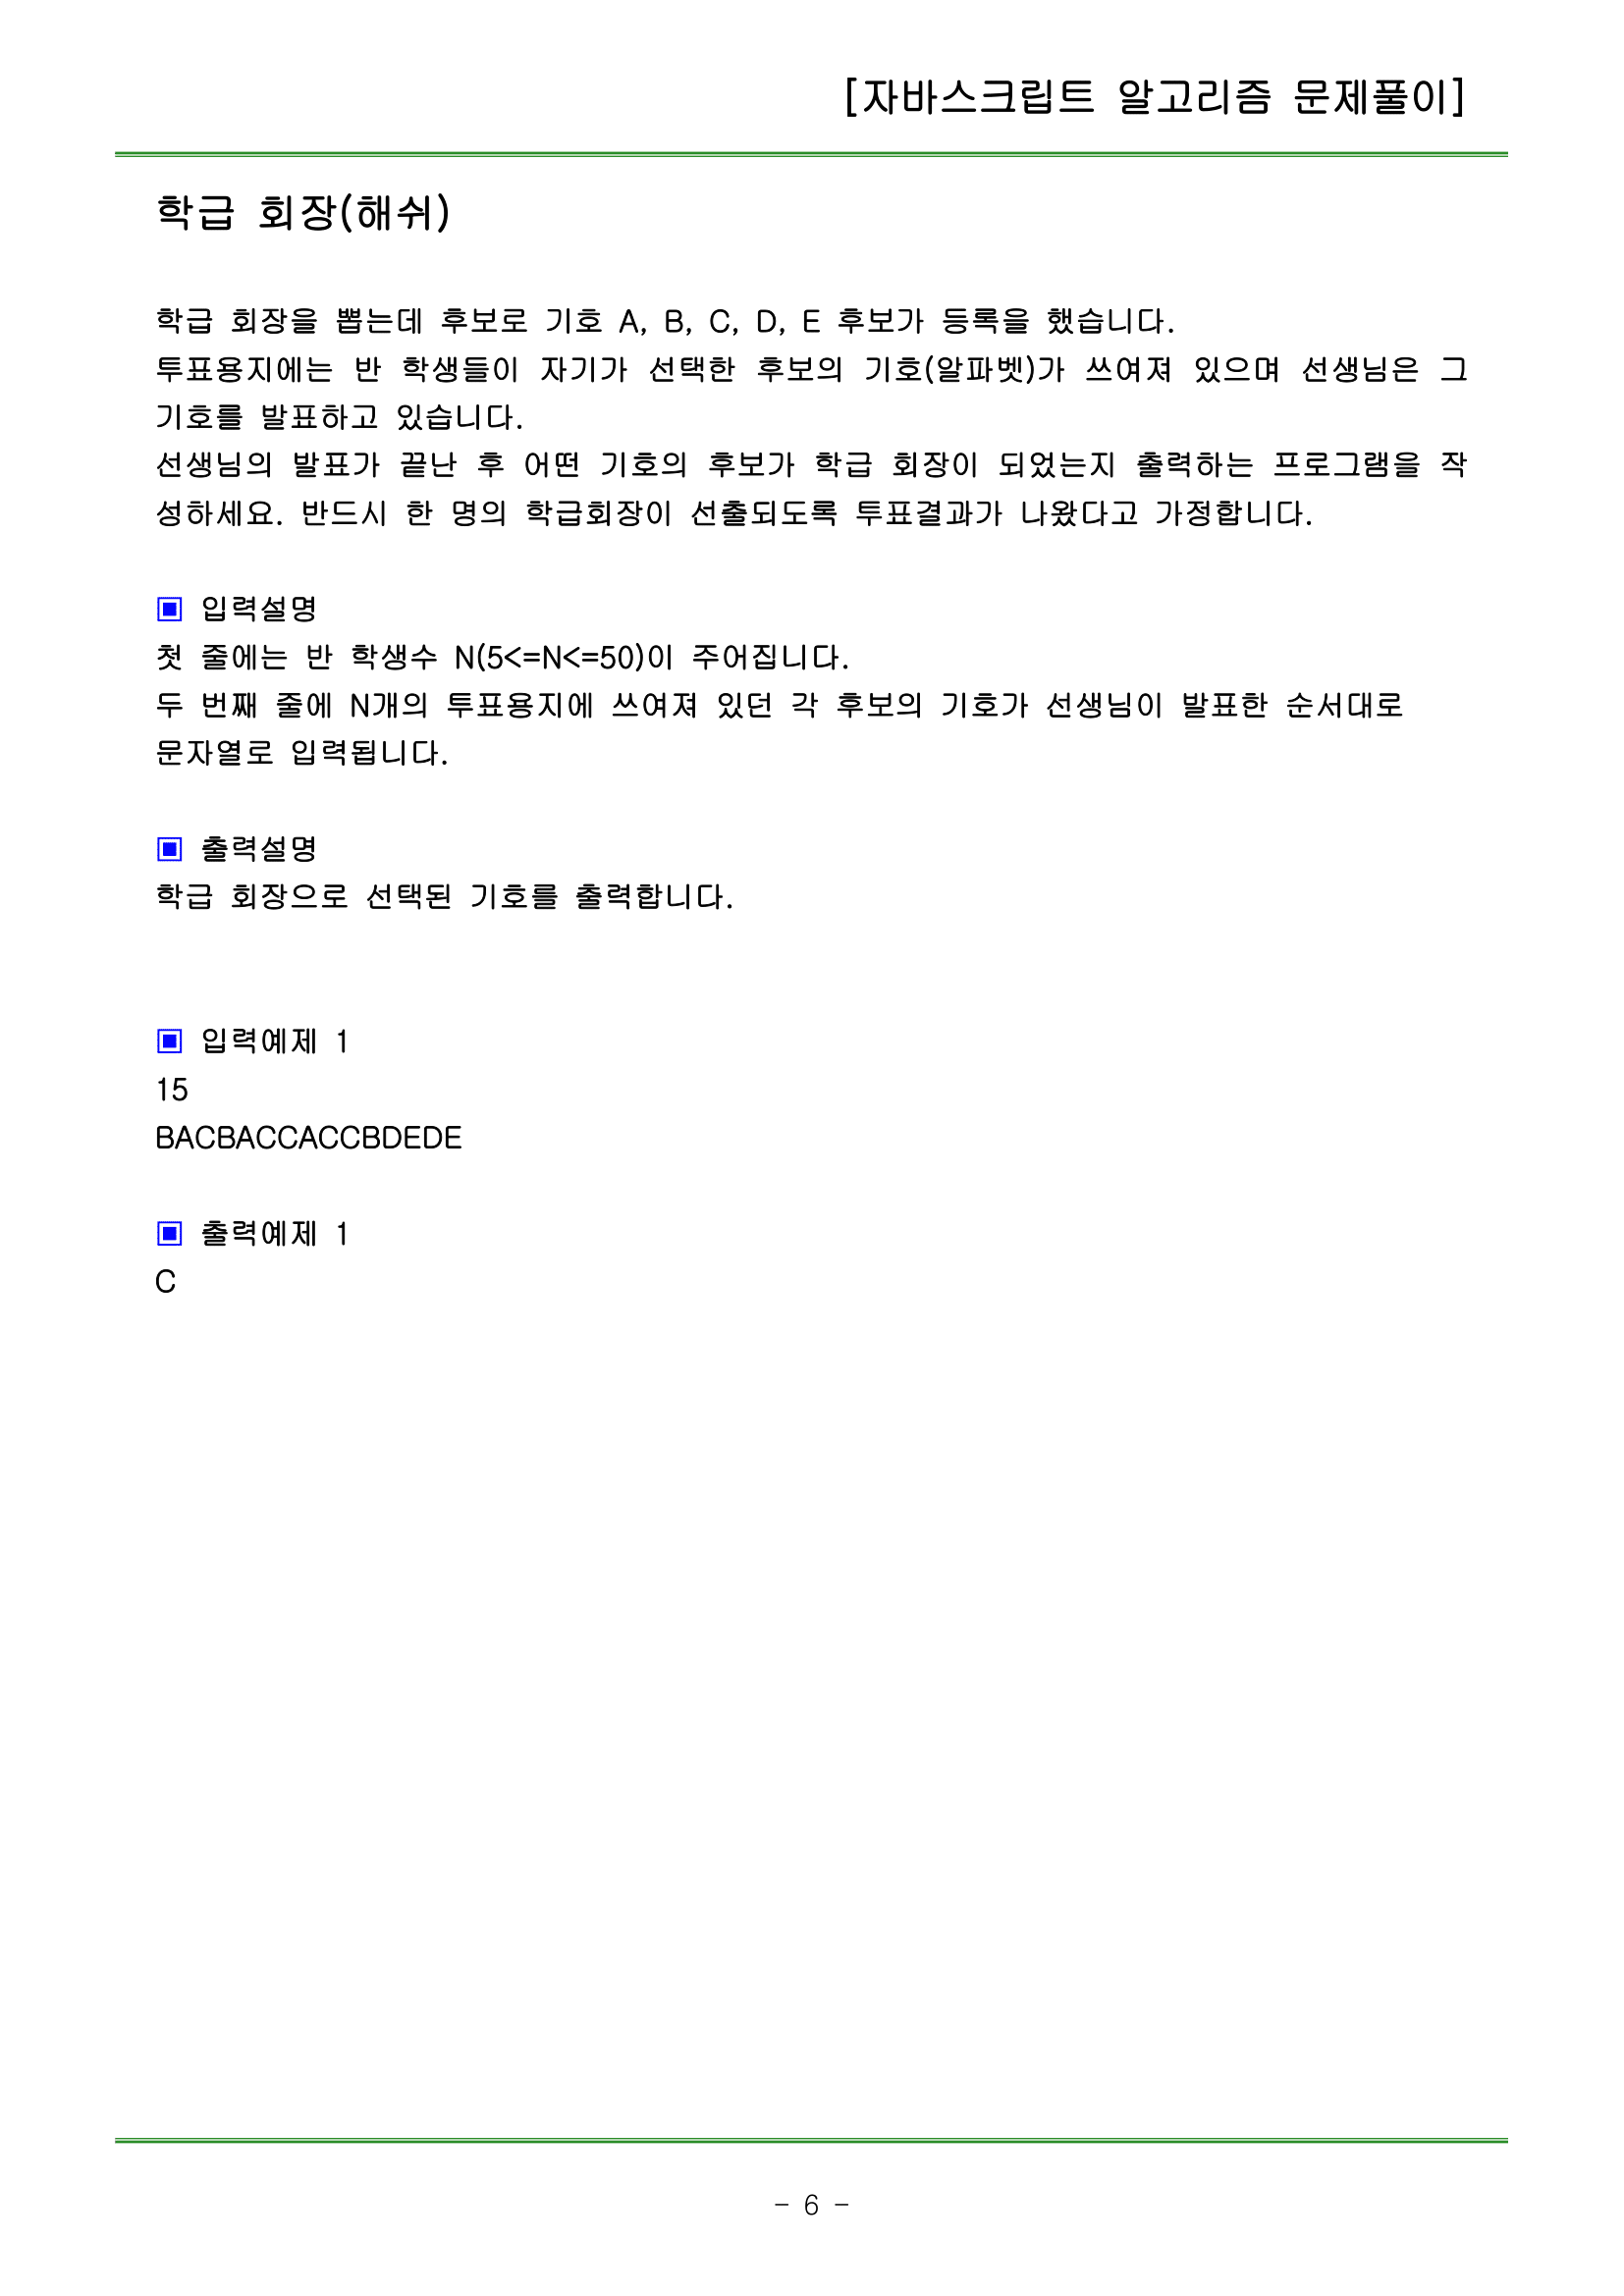 [자바스크립트 알고리즘 문제풀이]
학급 회장(해쉬)
학급 회장을 뽑는데 후보로 기호 A, B, C, D, E 후보가 등록을 했습니다.
투표용지에는 반 학생들이 자기가 선택한 후보의 기호(알파벳)가 쓰여져 있으며 선생님은 그
기호를 발표하고 있습니다.
선생님의 발표가 끝난 후 어떤 기호의 후보가 학급 회장이 되었는지 출력하는 프로그램을 작
성하세요. 반드시 한 명의 학급회장이 선출되도록 투표결과가 나왔다고 가정합니다.
▣ 입력설명
첫 줄에는 반 학생수 N(5<=N<=50)이 주어집니다.
두 번째 줄에 N개의 투표용지에 쓰여져 있던 각 후보의 기호가 선생님이 발표한 순서대로
문자열로 입력됩니다.
▣ 출력설명
학급 회장으로 선택된 기호를 출력합니다.
▣ 입력예제 1
15
BACBACCACCBDEDE
▣ 출력예제 1
C
- 6 -